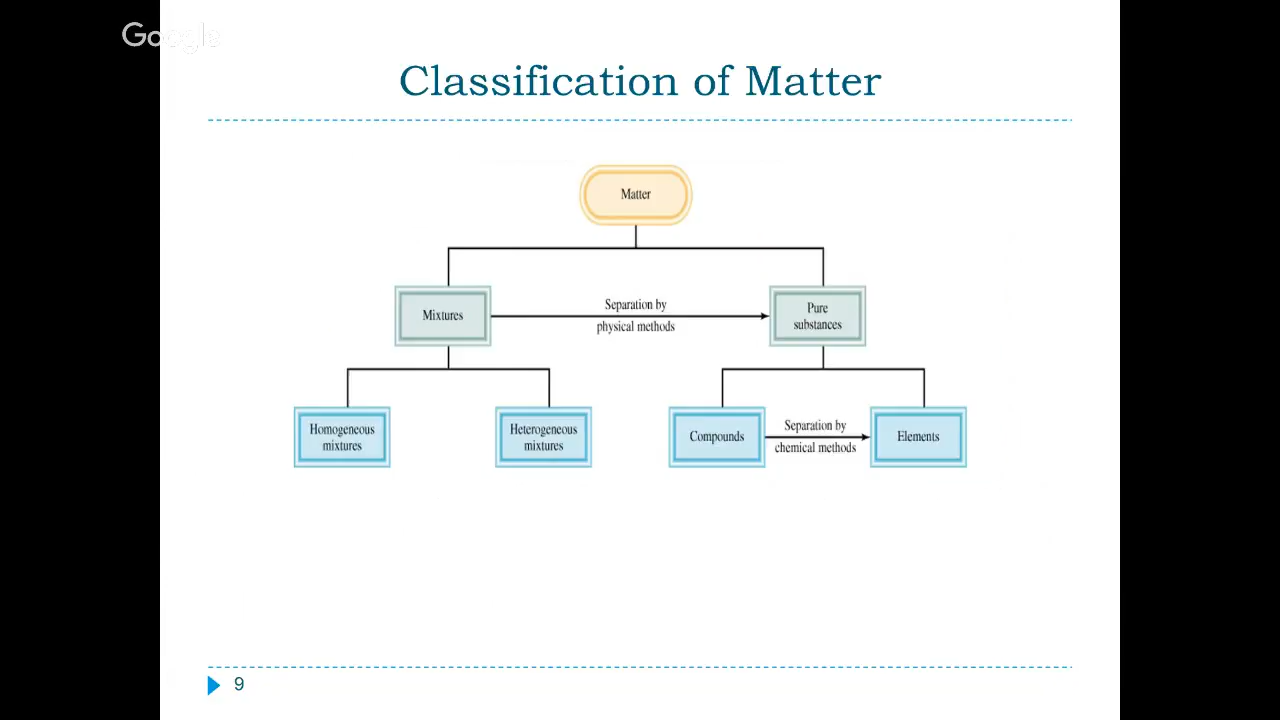 Google
Classification of Matter
Matter
Mixtures
Separation by
physical methods
Pure
substances
Homogeneous
mixtures
Heterogeneous
mixtures
Compounds
Separation by
chemical methods
Elements
9